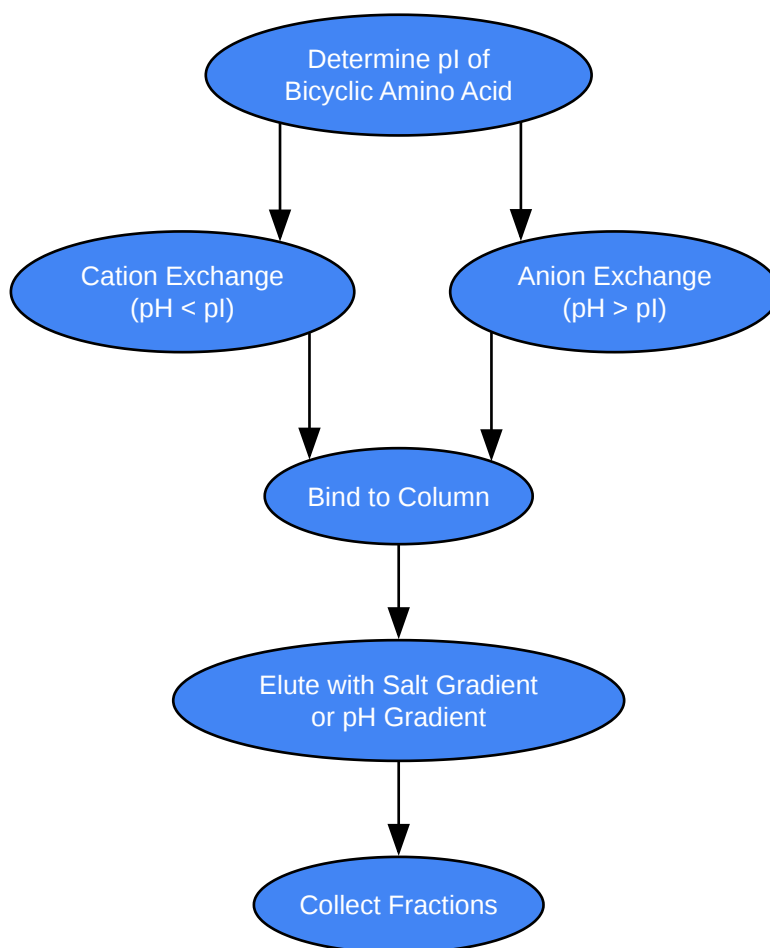 Determine pI of
Bicyclic Amino Acid
Cation Exchange
(pH < pI)
Anion Exchange
(pH > pI)
Bind to Column
Elute with Salt Gradient
or pH Gradient
Collect Fractions